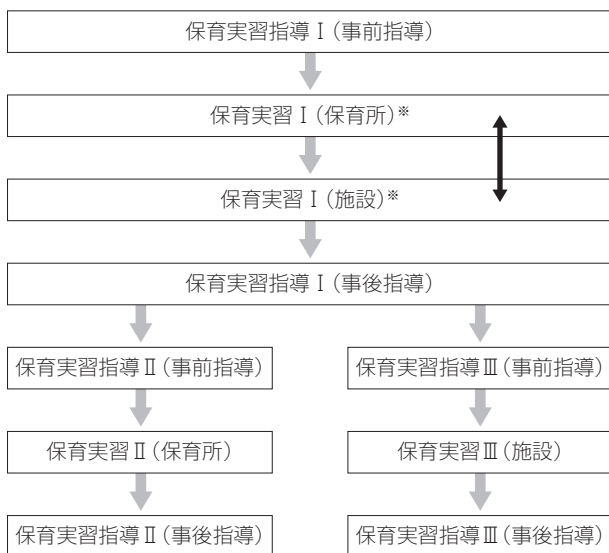 保育実習指導Ⅰ(事前指導)
保育実習Ⅰ(保育所)※
保育実習Ⅰ(施設)※
保育実習指導Ⅰ(事後指導)
保育実習指導Ⅱ(事前指導)
保育実習指導Ⅲ(事前指導)
保育実習Ⅱ(保育所)
保育実習Ⅲ(施設)
保育実習指導Ⅱ(事後指導)
保育実習指導Ⅲ(事後指導)